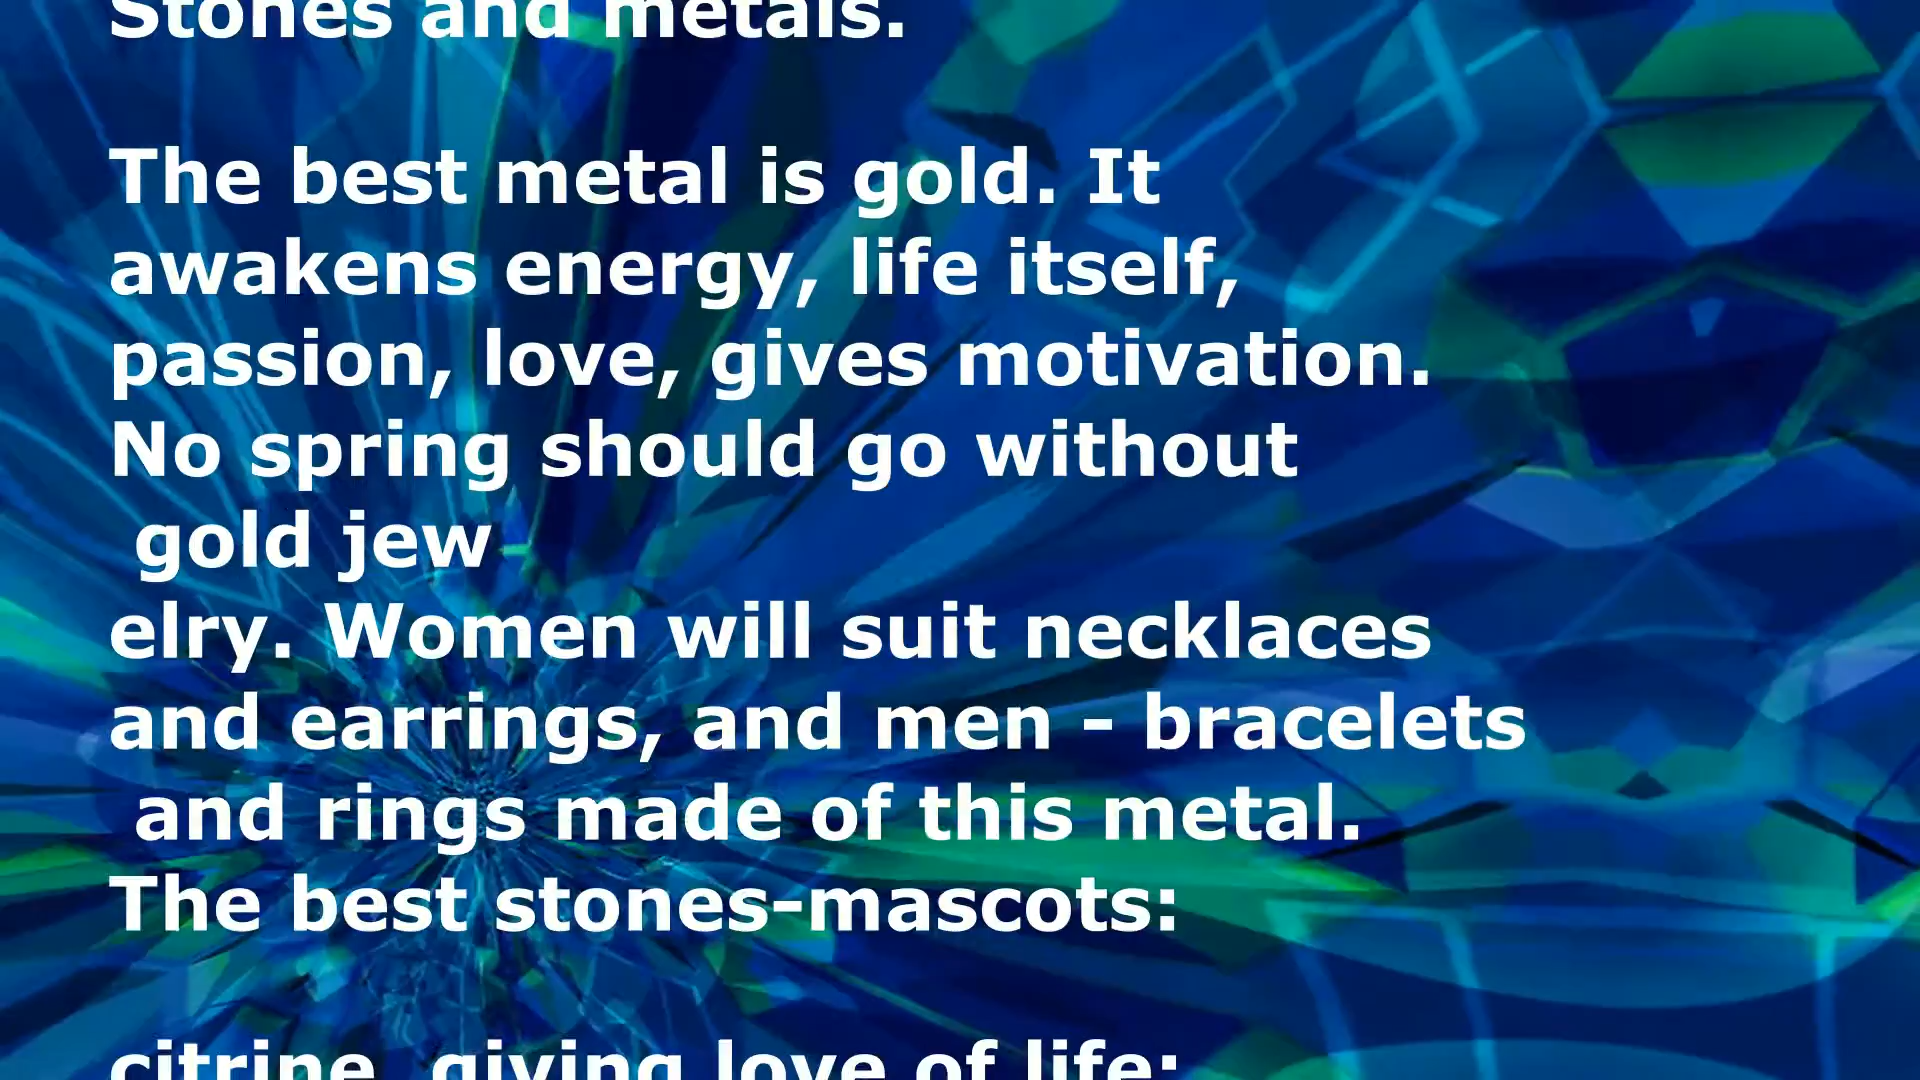 Stones and metals.
The best metal is gold. It
awakens energy, life itself,
passion, love, gives motivation.
No spring should go without
gold jew
elry. Women will suit necklaces
and earrings, and men - bracelets
and rings made of this metal.
The best stones-mascots:
citrine, giving love of life;